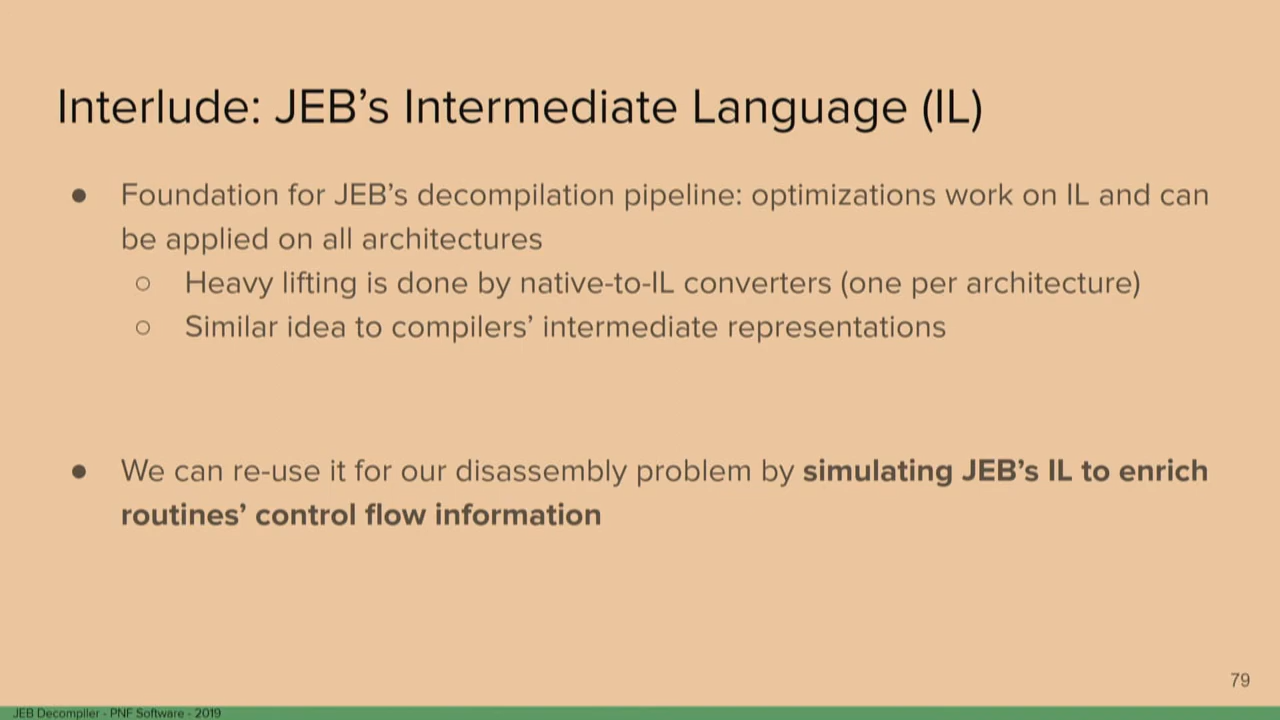 Interlude: JEB’s Intermediate Language (IL)
● Foundation for JEB’s decompilation pipeline: optimizations work on IL and can
be applied on all architectures
○ Heavy lifting is done by native-to-IL converters (one per architecture)
○ Similar idea to compilers’ intermediate representations
● We can re-use it for our disassembly problem by simulating JEB’s IL to enrich
routines’ control flow information
79
JEB Decompiler - PNF Software - 2019